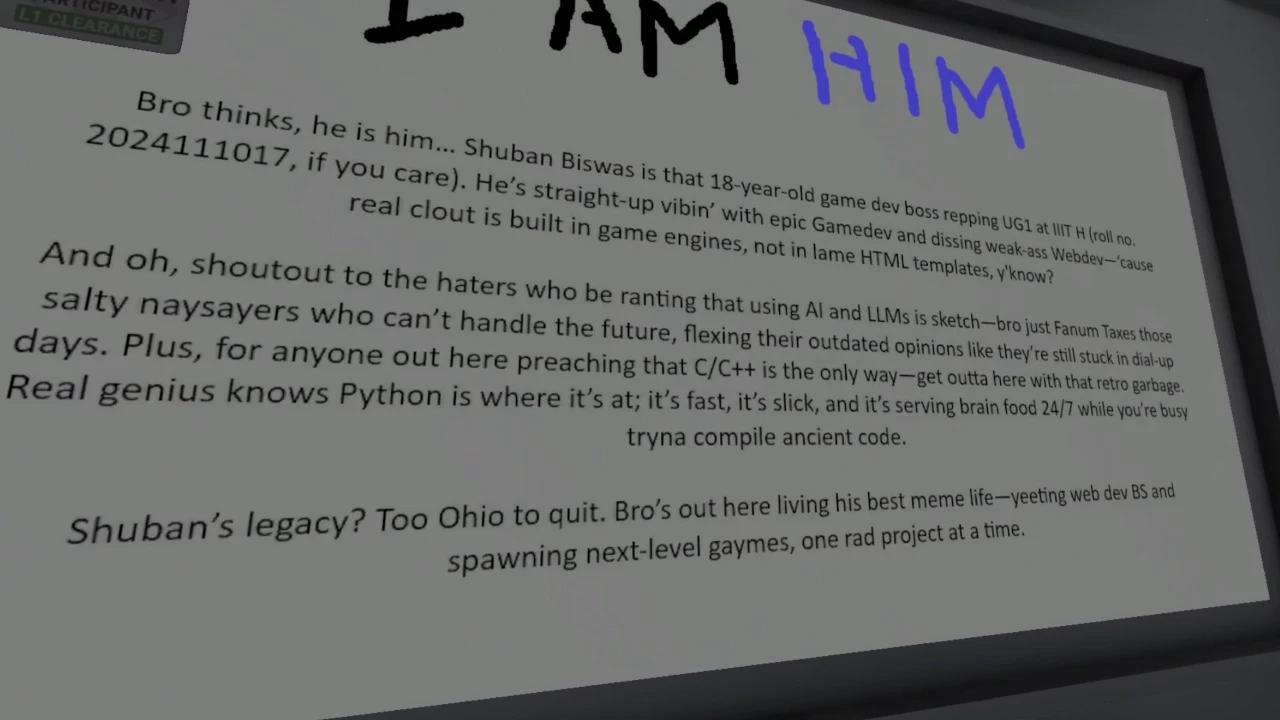 PARTICIPANT
L1 CLEARANCE
I AM HIM
Bro thinks, he is him... Shuban Biswas is that 18-year-old game dev boss repping UG1 at IIIT H (roll no.
2024111017, if you care). He's straight-up vibin' with epic Gamedev and dissing weak-ass Webdev—'cause
real clout is built in game engines, not in lame HTML templates, y'know?
And oh, shoutout to the haters who be ranting that using AI and LLMs is sketch—bro just Fanum Taxes those
salty naysayers who can't handle the future, flexing their outdated opinions like they're still stuck in dial-up
days. Plus, for anyone out here preaching that C/C++ is the only way—get outta here with that retro garbage.
Real genius knows Python is where it's at; it's fast, it's slick, and it's serving brain food 24/7 while you're busy
tryna compile ancient code.
Shuban's legacy? Too Ohio to quit. Bro's out here living his best meme life—yeeting web dev BS and
spawning next-level gaymes, one rad project at a time.